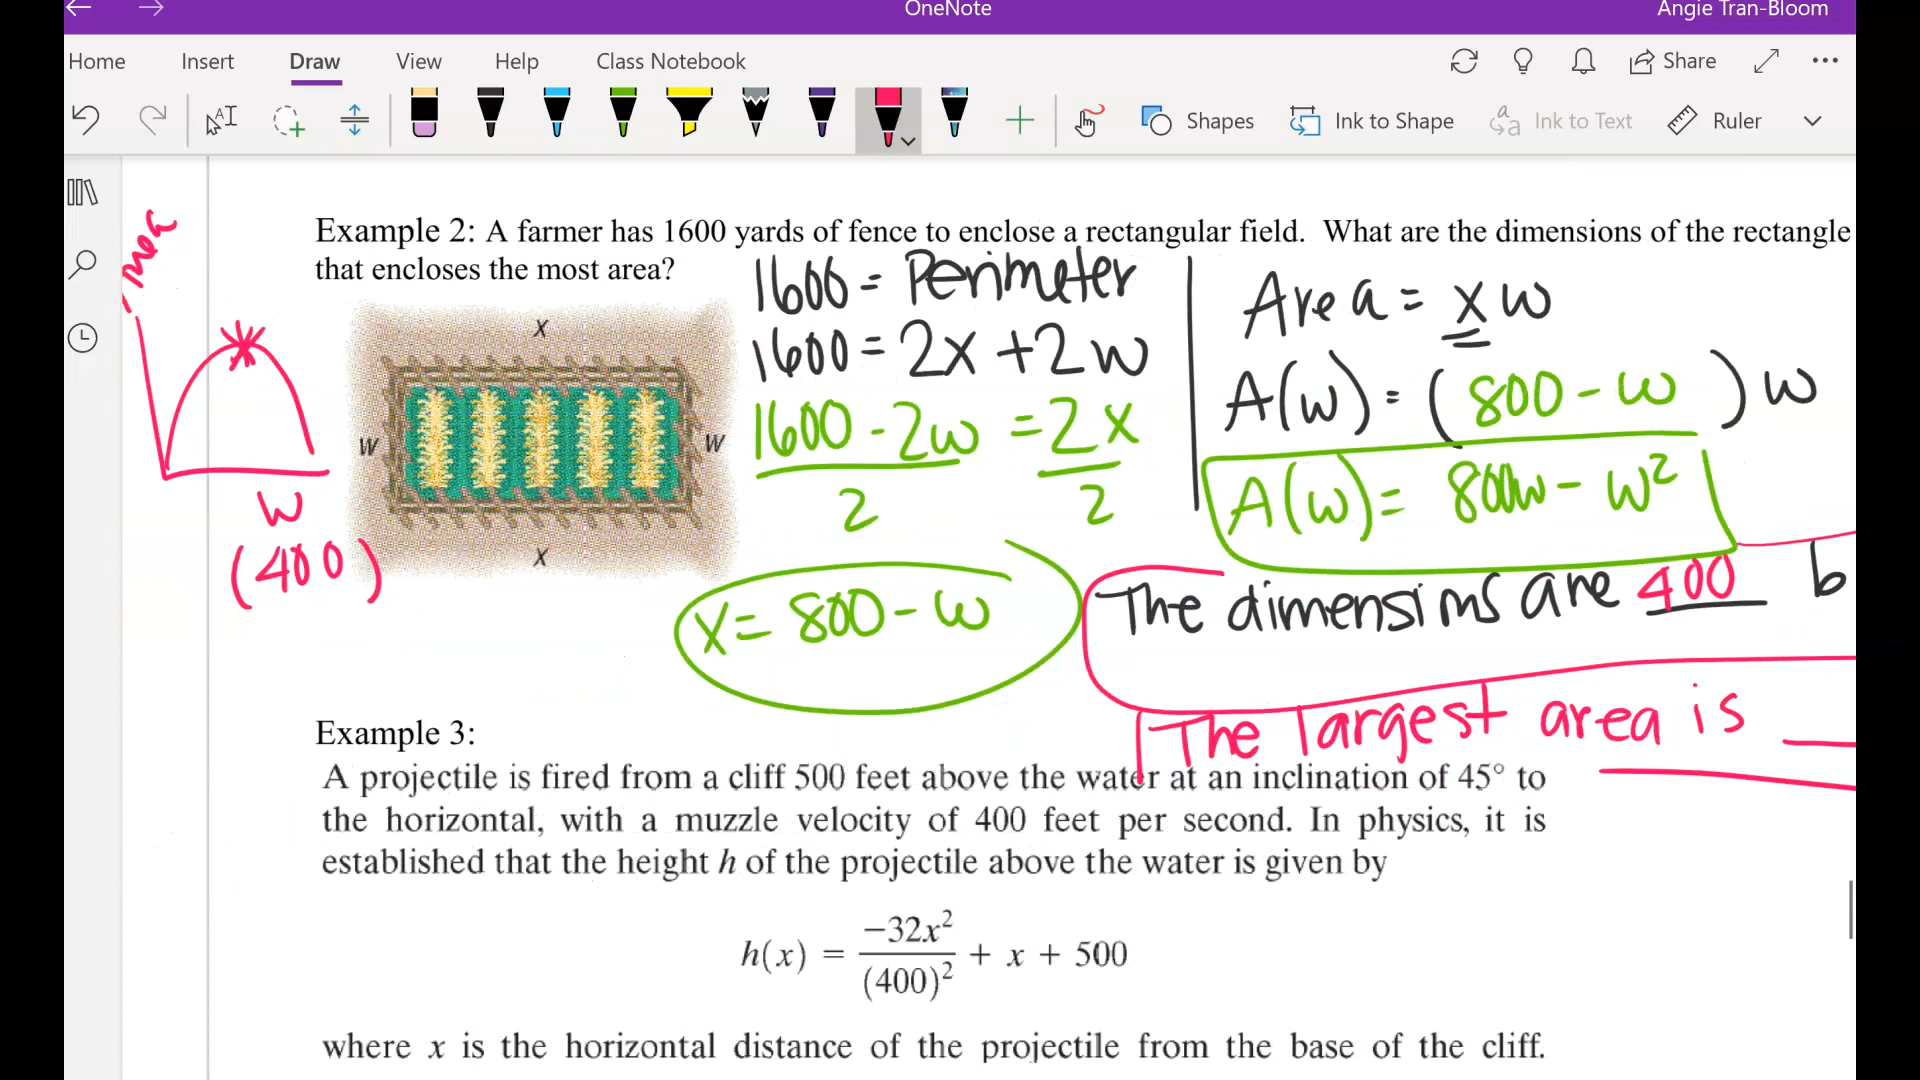 OneNote
Angie Tran-Bloom
Home Insert Draw View Help Class Notebook
Share
Shapes Ink to Shape Ink to Text Ruler
Example 2: A farmer has 1600 yards of fence to enclose a rectangular field. What are the dimensions of the rectangle
that encloses the most area?
1600 = Perimeter
1600 = 2x + 2w
1600 - 2w = 2x
2 2
x = 800 - w
Area = xw
A(w) = ( 800 - w ) w
A(w) = 800w - w²
The dimensions are 400 b
The largest area is
X
W W
X
W
(400)
Example 3:
A projectile is fired from a cliff 500 feet above the water at an inclination of 45° to
the horizontal, with a muzzle velocity of 400 feet per second. In physics, it is
established that the height h of the projectile above the water is given by
h(x) = −32x² / (400)² + x + 500
where x is the horizontal distance of the projectile from the base of the cliff.